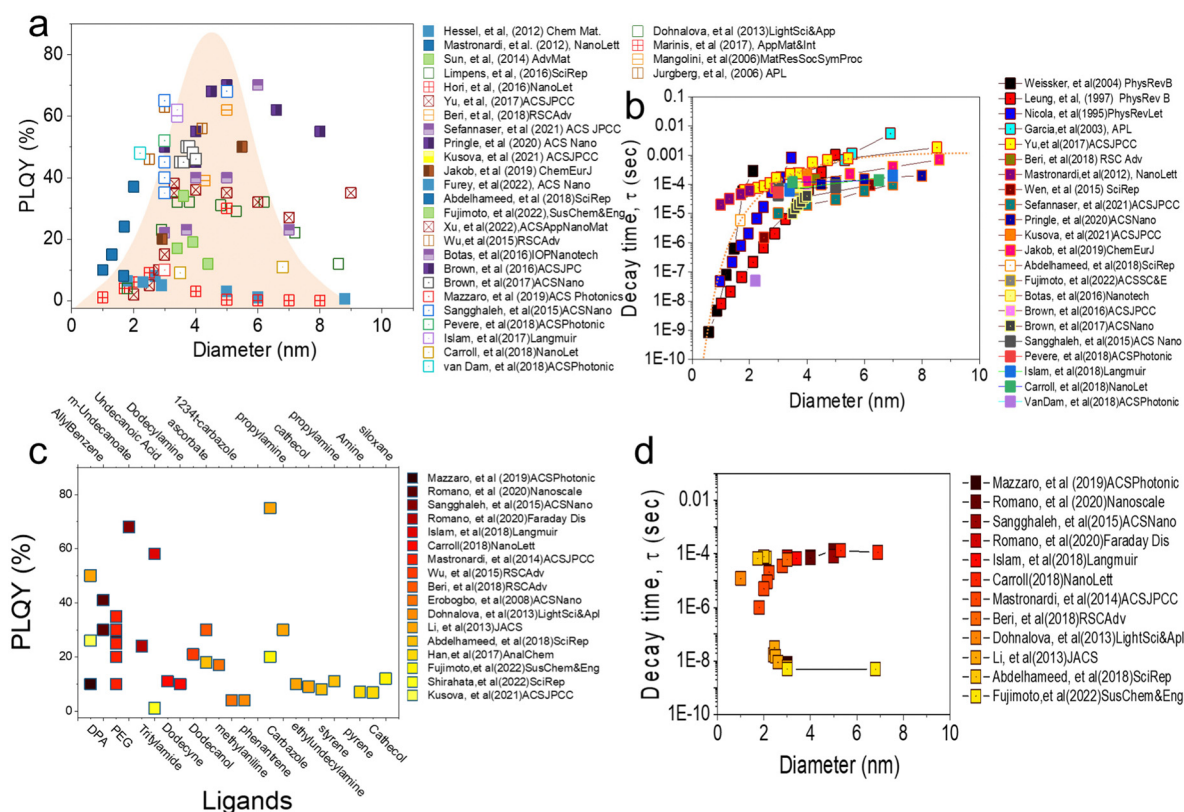 a
PLQY (%)
80
60
40
20
0
0
2
4
6
8
10
Diameter (nm)
Hessel, et al, (2012) Chem Mat.
Mastronardi, et al. (2012), NanoLett
Sun, et al, (2014) AdvMat
Limpens, et al, (2016)SciRep
Hori, et al, (2016)NanoLet
Yu, et al, (2017)ACSJPCC
Beri, et al, (2018)RSCAdv
Sefannaser, et al (2021) ACS JPCC
Pringle, et al (2020) ACS Nano
Kusova, et al (2021) ACSJPCC
Jakob, et al (2019) ChemEurJ
Furey, et al (2022), ACS Nano
Abdelhameed, et al (2018)SciRep
Fujimoto, et al (2022),SusChem&Eng
Xu, et al(2022),ACSAppNanoMat
Wu,et al(2015)RSCAdv
Botas, et al(2016)IOPNanotech
Brown, et al(2016)ACSJPC
Brown, et al(2017)ACSNano
Mazzaro, et al (2019)ACS Photonics
Sangghaleh, et al(2015)ACSNano
Pevere, et al(2018)ACSPhotonic
Islam, et al(2017)Langmuir
Carroll, et al(2018)NanoLet
van Dam, et al(2018)ACSPhotonic
Dohnalova, et al (2013)LightSci&App
Marinis, et al (2017), AppMat&Int
Mangolini, et al(2006)MatResSocSymProc
Jurgberg, et al, (2006) APL
b
Decay time, τ (sec)
0.1
0.01
0.001
1E-4
1E-5
1E-6
1E-7
1E-8
1E-9
1E-10
0
2
4
6
8
10
Diameter (nm)
Weissker, et al(2004) PhysRevB
Leung, et al, (1997) PhysRev B
Nicola, et al(1995)PhysRevLet
Garcia,et al(2003), APL
Yu,et al(2017)ACSJPCC
Beri, et al(2018) RSC Adv
Mastronardi,et al(2012), NanoLett
Wen, et al (2015) SciRep
Sefannaser, et al(2021)ACSJPCC
Pringle, et al(2020)ACSNano
Kusova, et al(2021)ACSJPCC
Jakob, et al(2019)ChemEurJ
Abdelhameed, et al(2018)SciRep
Fujimoto, et al(2022)ACSSC&E
Botas, et al(2016)Nanotech
Brown, et al(2016)ACSJPCC
Brown, et al(2017)ACSNano
Sangghaleh, et al(2015)ACS Nano
Pevere, et al(2018)ACSPhotonic
Islam, et al(2018)Langmuir
Carroll, et al(2018)NanoLet
VanDam, et al(2018)ACSPhotonic
c
AllylBenzene
m-Undecanoate
Undecanoic Acid
Dodecylamine
ascorbate
1234t-carbazole
propylamine
cathecol
propylamine
Amine
siloxane
PLQY (%)
80
60
40
20
0
DPA
PEG
Tritylamide
Dodecyne
Dodecanol
methylaniline
phenantrene
Carbazole
ethylundecylamine
styrene
pyrene
Cathecol
Ligands
Mazzaro, et al (2019)ACSPhotonic
Romano, et al (2020)Nanoscale
Sangghaleh, et al(2015)ACSNano
Romano, et al(2020)Faraday Dis
Islam, et al(2018)Langmuir
Carroll(2018)NanoLett
Mastronardi, et al(2014)ACSJPCC
Wu, et al(2015)RSCAdv
Beri, et al(2018)RSCAdv
Erobogbo, et al(2008)ACSNano
Dohnalova, et al(2013)LightSci&Apl
Li, et al(2013)JACS
Abdelhameed, et al(2018)SciRep
Han,et al(2017)AnalChem
Fujimoto,et al(2022)SusChem&Eng
Shirahata,et al(2022)SciRep
Kusova, et al(2021)ACSJPCC
d
Decay time, τ (sec)
0.01
1E-4
1E-6
1E-8
1E-10
0
2
4
6
8
10
Diameter (nm)
Mazzaro, et al (2019)ACSPhotonic
Romano, et al (2020)Nanoscale
Sangghaleh, et al(2015)ACSNano
Romano, et al(2020)Faraday Dis
Islam, et al(2018)Langmuir
Carroll(2018)NanoLett
Mastronardi, et al(2014)ACSJPCC
Beri, et al(2018)RSCAdv
Dohnalova, et al(2013)LightSci&Apl
Li, et al(2013)JACS
Abdelhameed, et al(2018)SciRep
Fujimoto,et al(2022)SusChem&Eng